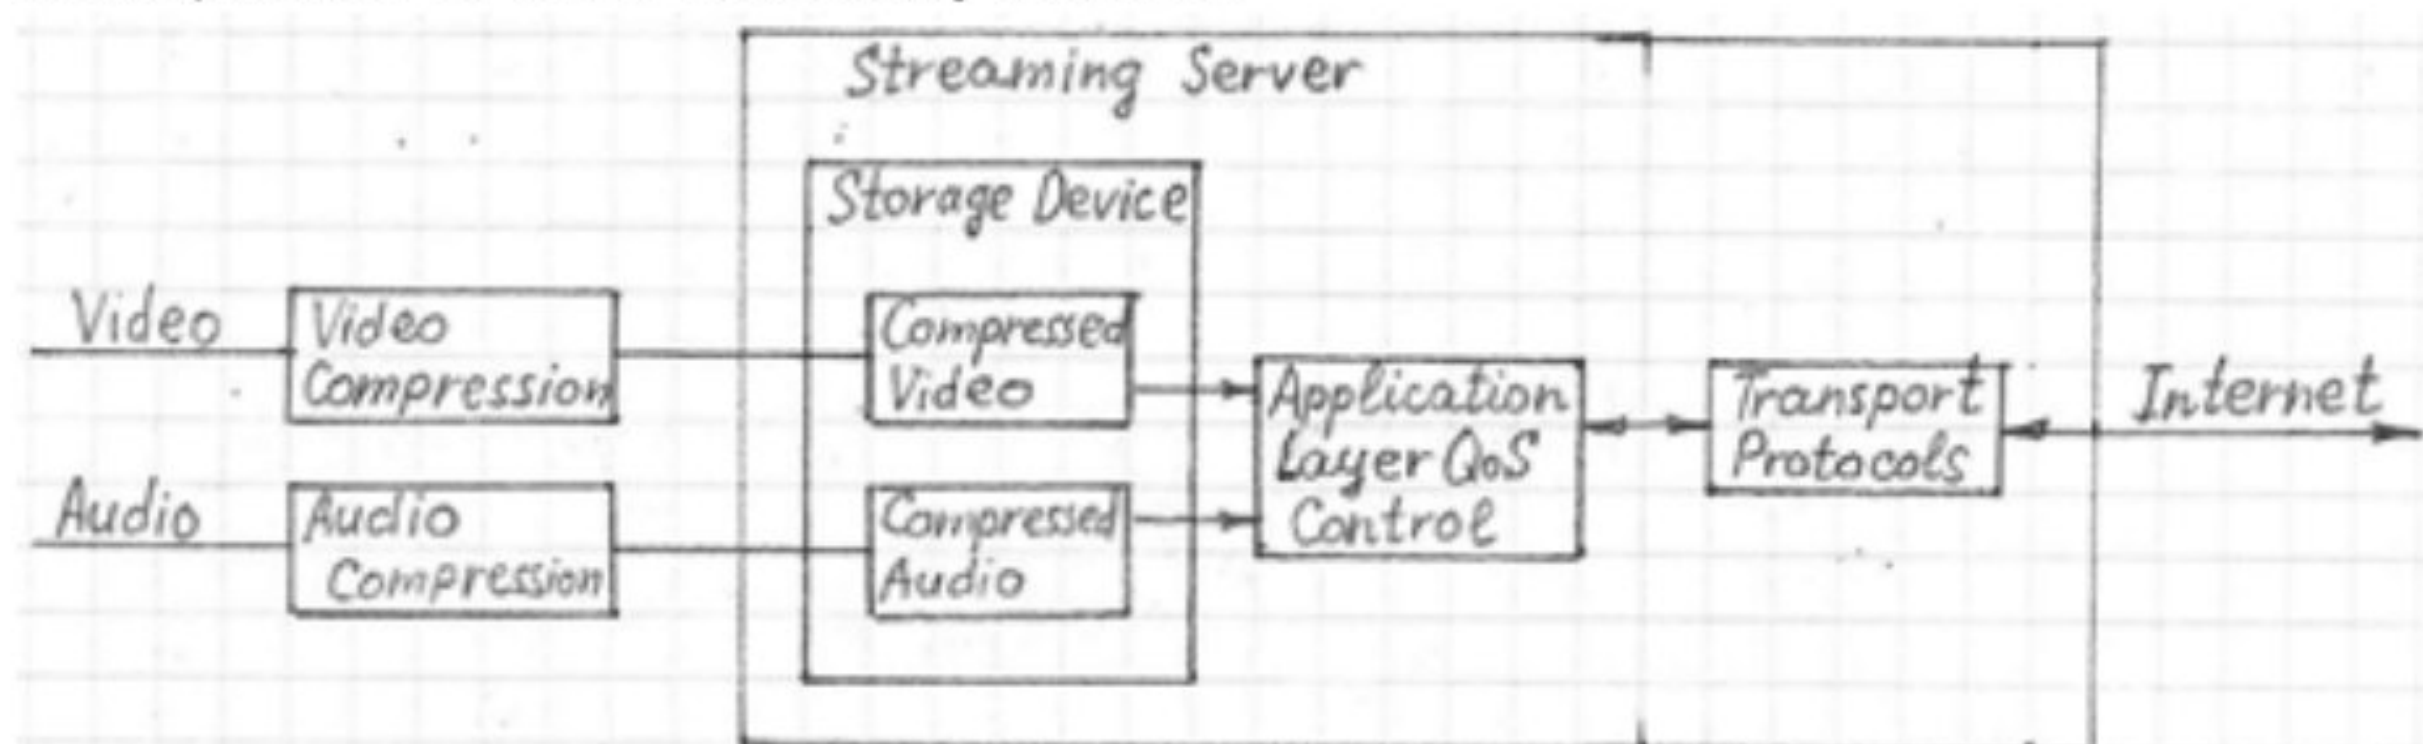 Streaming Server
Storage Device
Video
Video
Compression
Compressed
Video
Application
Layer QoS
Control
Transport
Protocols
Internet
Audio
Audio
Compression
Compressed
Audio